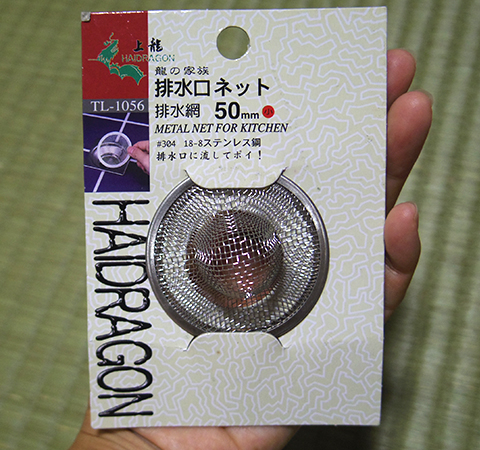 上龍
HAIDRAGON
TL-1056
龍の家族
排水口ネット
排水網 50mm 小
METAL NET FOR KITCHEN
#304 18-8ステンレス鋼
排水口に流してポイ！
HAIDRAGON